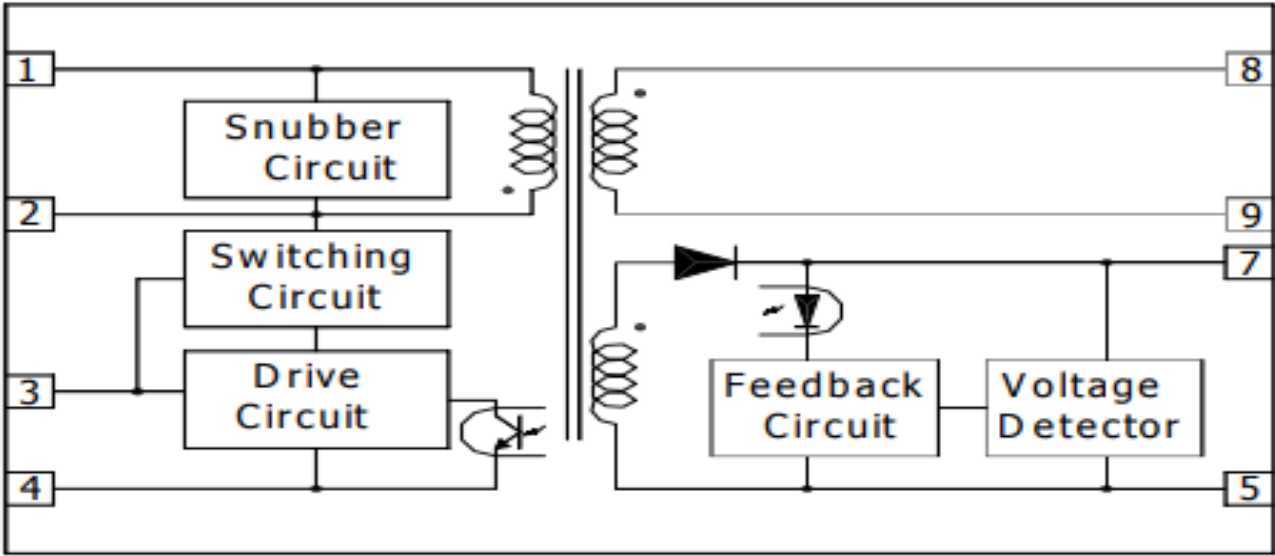 1
8
Snubber
Circuit
2
9
Switching
Circuit
7
3
Drive
Circuit
Feedback
Circuit
Voltage
Detector
4
5